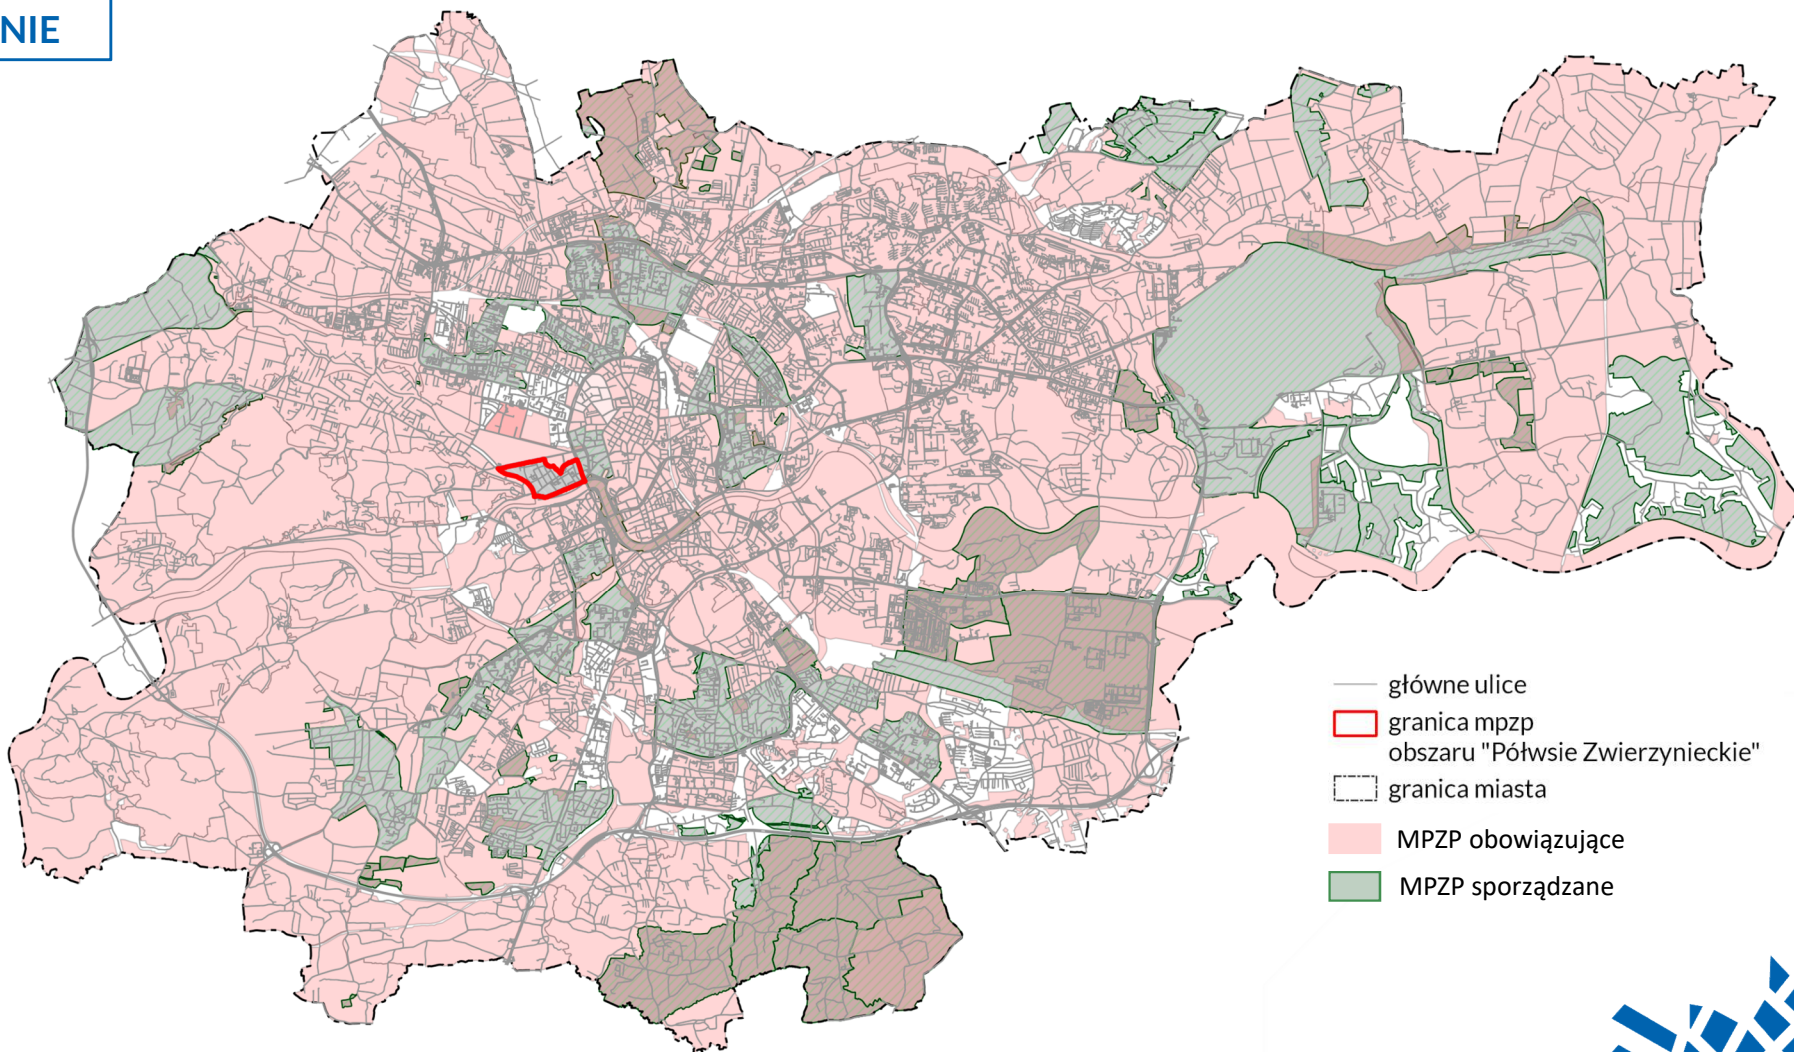 NIE
główne ulice
granica mpzp
obszaru "Półwsie Zwierzynieckie"
granica miasta
MPZP obowiązujące
MPZP sporządzane